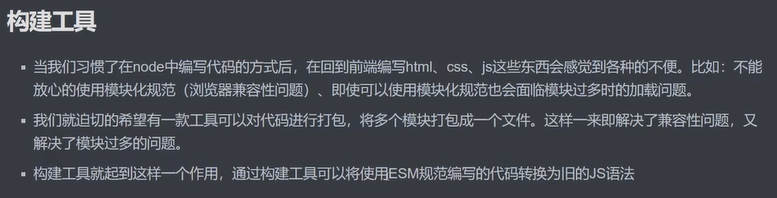 构建工具
当我们习惯了在node中编写代码的方式后，在回到前端编写html、css、js这些东西会感觉到各种的不便。比如：不能
放心的使用模块化规范（浏览器兼容性问题）、即使可以使用模块化规范也会面临模块过多时的加载问题。
我们就迫切的希望有一款工具可以对代码进行打包，将多个模块打包成一个文件。这样一来即解决了兼容性问题，又
解决了模块过多的问题。
构建工具就起到这样一个作用，通过构建工具可以将使用ESM规范编写的代码转换为旧的JS语法